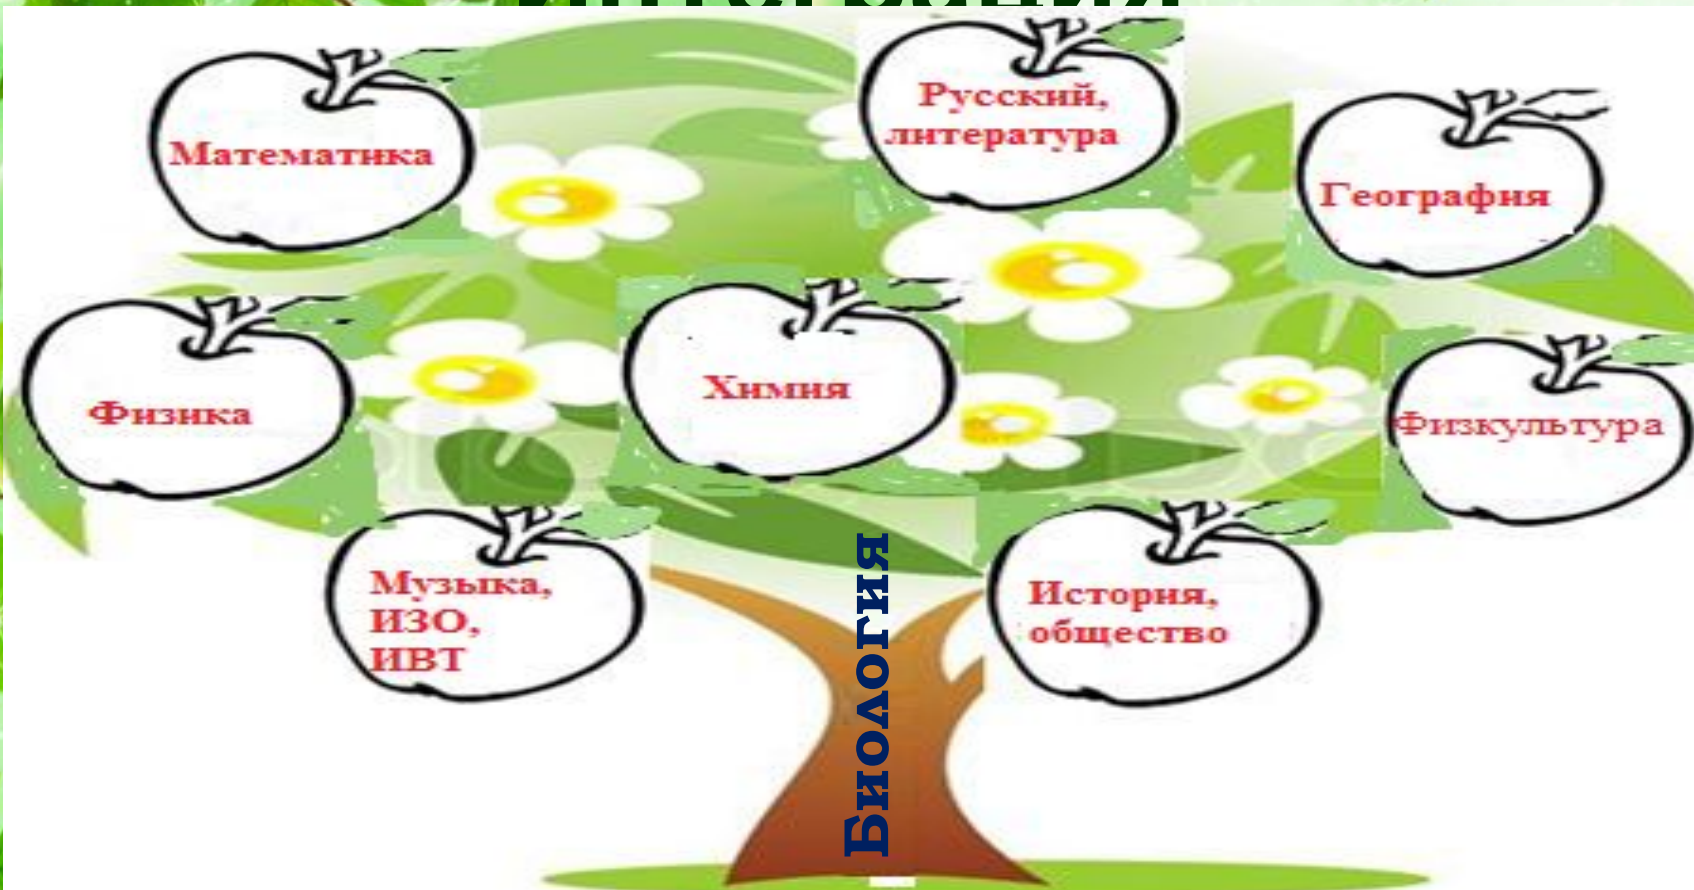 Математика
Русский,
литература
География
Физика
Химия
Физкультура
Музыка,
ИЗО,
ИВТ
История,
общество
Биология